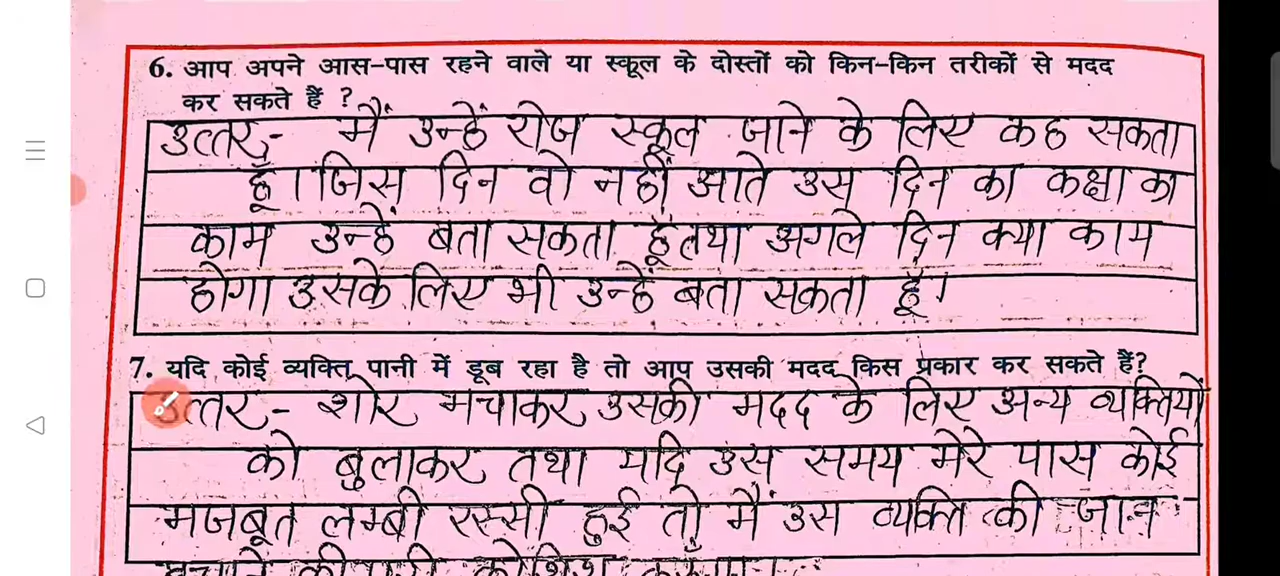 6. आप अपने आस-पास रहने वाले या स्कूल के दोस्तों को किन-किन तरीकों से मदद
कर सकते हैं ?
उत्तर- मैं उन्हें रोज स्कूल जाने के लिए कह सकता
हूँ। जिस दिन वो नहीं आते उस दिन का कक्षा का
काम उन्हें बता सकता हूँ तथा अगले दिन क्या काम
होगा उसके लिए भी उन्हें बता सकता हूँ।
7. यदि कोई व्यक्ति पानी में डूब रहा है तो आप उसकी मदद किस प्रकार कर सकते हैं?
उत्तर- शोर मचाकर उसकी मदद के लिए अन्य व्यक्तियों
को बुलाकर तथा यदि उस समय मेरे पास कोई
मजबूत लम्बी रस्सी हुई तो मैं उस व्यक्ति की जान